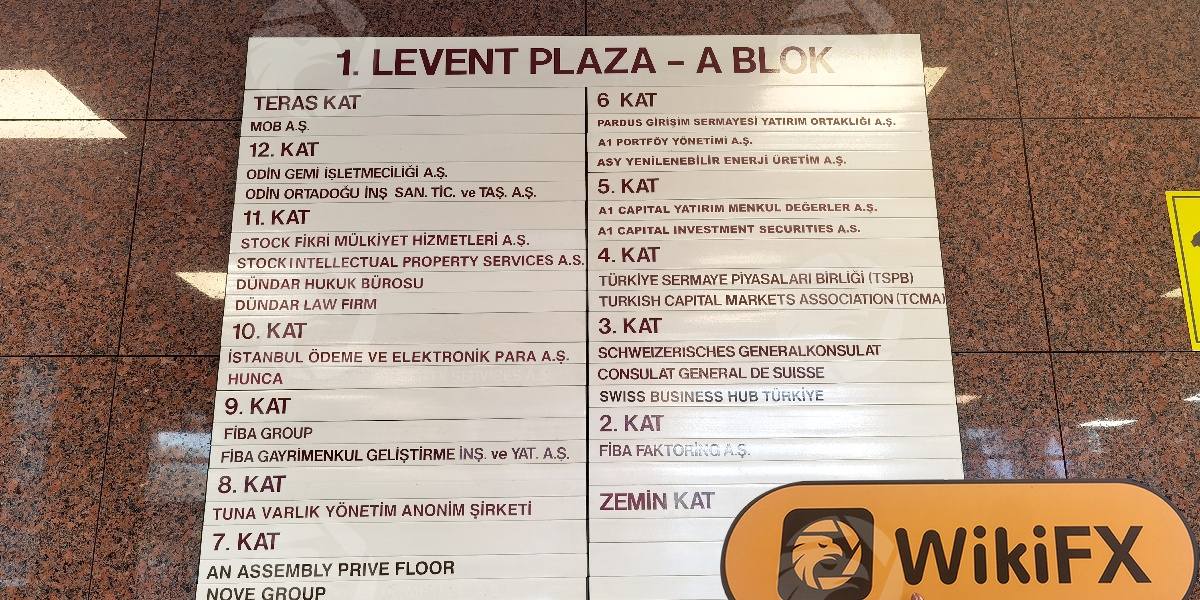 1. LEVENT PLAZA – A BLOK
TERAS KAT
MOB A.Ş.
12. KAT
ODİN GEMİ İŞLETMECİLİĞİ A.Ş.
ODİN ORTADOĞU İNŞ SAN. TİC. ve TAŞ. A.Ş.
11. KAT
STOCK FİKRİ MÜLKİYET HİZMETLERİ A.Ş.
STOCK INTELLECTUAL PROPERTY SERVICES A.S.
DÜNDAR HUKUK BÜROSU
DÜNDAR LAW FIRM
10. KAT
İSTANBUL ÖDEME VE ELEKTRONİK PARA A.Ş.
HUNCA
9. KAT
FİBA GROUP
FİBA GAYRİMENKUL GELİŞTİRME İNŞ. ve YAT. A.Ş.
8. KAT
TUNA VARLIK YÖNETİM ANONİM ŞİRKETİ
7. KAT
AN ASSEMBLY PRIVE FLOOR
NOVE GROUP
6 KAT
PARDUS GİRİŞİM SERMAYESİ YATIRIM ORTAKLIĞI A.Ş.
A1 PORTFÖY YÖNETİMİ A.Ş.
ASY YENİLENEBİLİR ENERJİ ÜRETİM A.Ş.
5. KAT
A1 CAPITAL YATIRIM MENKUL DEĞERLER A.Ş.
A1 CAPITAL INVESTMENT SECURITIES A.S.
4. KAT
TÜRKİYE SERMAYE PİYASALARI BİRLİĞİ (TSPB)
TURKISH CAPITAL MARKETS ASSOCIATION (TCMA)
3. KAT
SCHWEIZERISCHES GENERALKONSULAT
CONSULAT GENERAL DE SUISSE
SWISS BUSINESS HUB TÜRKİYE
2. KAT
FİBA FAKTORİNG A.Ş.
ZEMİN KAT
WikiFX